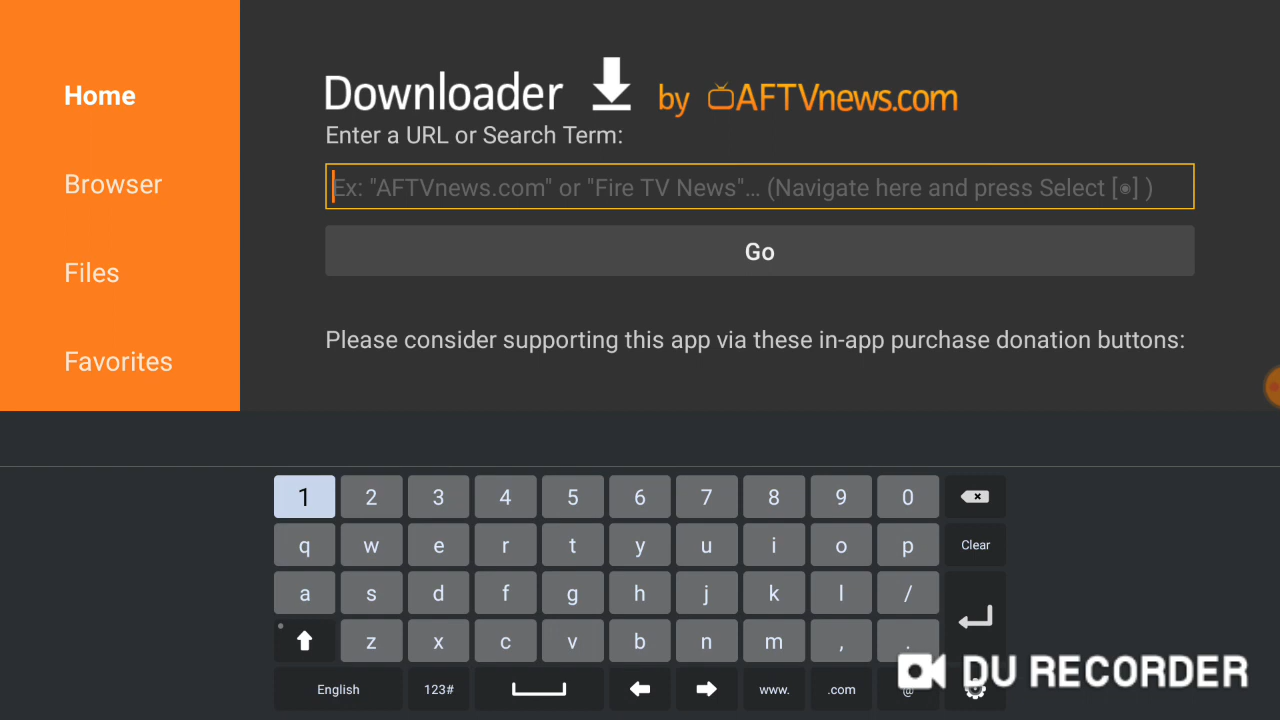 Home
Browser
Files
Favorites
Downloader by AFTVnews.com
Enter a URL or Search Term:
Ex: "AFTVnews.com" or "Fire TV News"... (Navigate here and press Select [◉] )
Go
Please consider supporting this app via these in-app purchase donation buttons:
1 2 3 4 5 6 7 8 9 0
q w e r t y u i o p Clear
a s d f g h j k l /
z x c v b n m , .
English 123# www. .com @
DU RECORDER